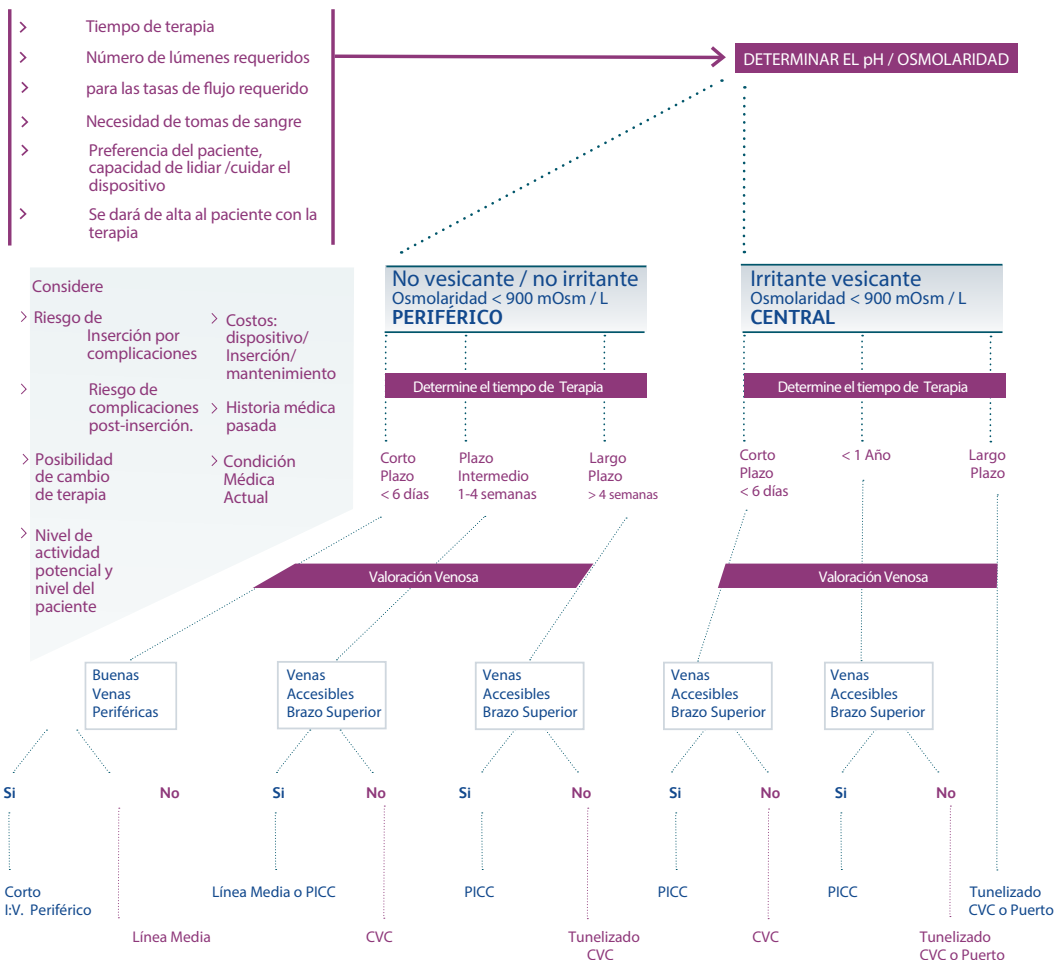 > Tiempo de terapia
> Número de lúmenes requeridos
> para las tasas de flujo requerido
> Necesidad de tomas de sangre
> Preferencia del paciente,
capacidad de lidiar /cuidar el
dispositivo
> Se dará de alta al paciente con la
terapia
DETERMINAR EL pH / OSMOLARIDAD
Considere
> Riesgo de
Inserción por
complicaciones
> Riesgo de
complicaciones
post-inserción.
> Posibilidad
de cambio
de terapia
> Nivel de
actividad
potencial y
nivel del
paciente
> Costos:
dispositivo/
Inserción/
mantenimiento
> Historia médica
pasada
> Condición
Médica
Actual
No vesicante / no irritante
Osmolaridad < 900 mOsm / L
PERIFÉRICO
Determine el tiempo de Terapia
Corto
Plazo
< 6 días
Plazo
Intermedio
1-4 semanas
Largo
Plazo
> 4 semanas
Valoración Venosa
Irritante vesicante
Osmolaridad < 900 mOsm / L
CENTRAL
Determine el tiempo de Terapia
Corto
Plazo
< 6 días
< 1 Año
Largo
Plazo
Valoración Venosa
Buenas
Venas
Periféricas
Venas
Accesibles
Brazo Superior
Venas
Accesibles
Brazo Superior
Venas
Accesibles
Brazo Superior
Venas
Accesibles
Brazo Superior
Si
No
Si
No
Si
No
Si
No
Si
No
Corto
I:V. Periférico
Línea Media
Línea Media o PICC
CVC
PICC
Tunelizado
CVC
PICC
CVC
PICC
Tunelizado
CVC o Puerto
Tunelizado
CVC o Puerto